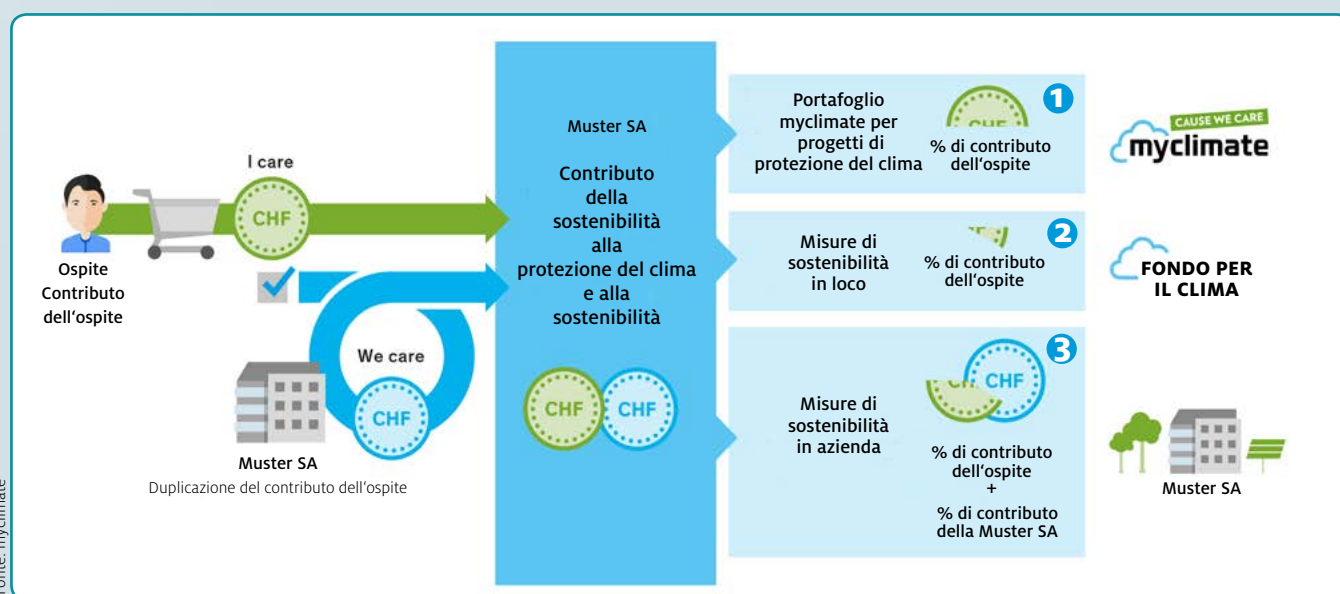 I care
CHF
Ospite
Contributo
dell‘ospite
We care
CHF
Muster SA
Duplicazione del contributo dell‘ospite
Fonte: myclimate
Muster SA
Contributo
della
sostenibilità
alla
protezione del clima
e alla
sostenibilità
CHF
CHF
Portafoglio
myclimate per
progetti di
protezione del clima
CHF
1
% di contributo
dell‘ospite
CAUSE WE CARE
myclimate
Misure di
sostenibilità
in loco
2
% di contributo
dell‘ospite
FONDO PER
IL CLIMA
Misure di
sostenibilità
in azienda
CHF
3
% di contributo
dell‘ospite
+
% di contributo
della Muster SA
Muster SA